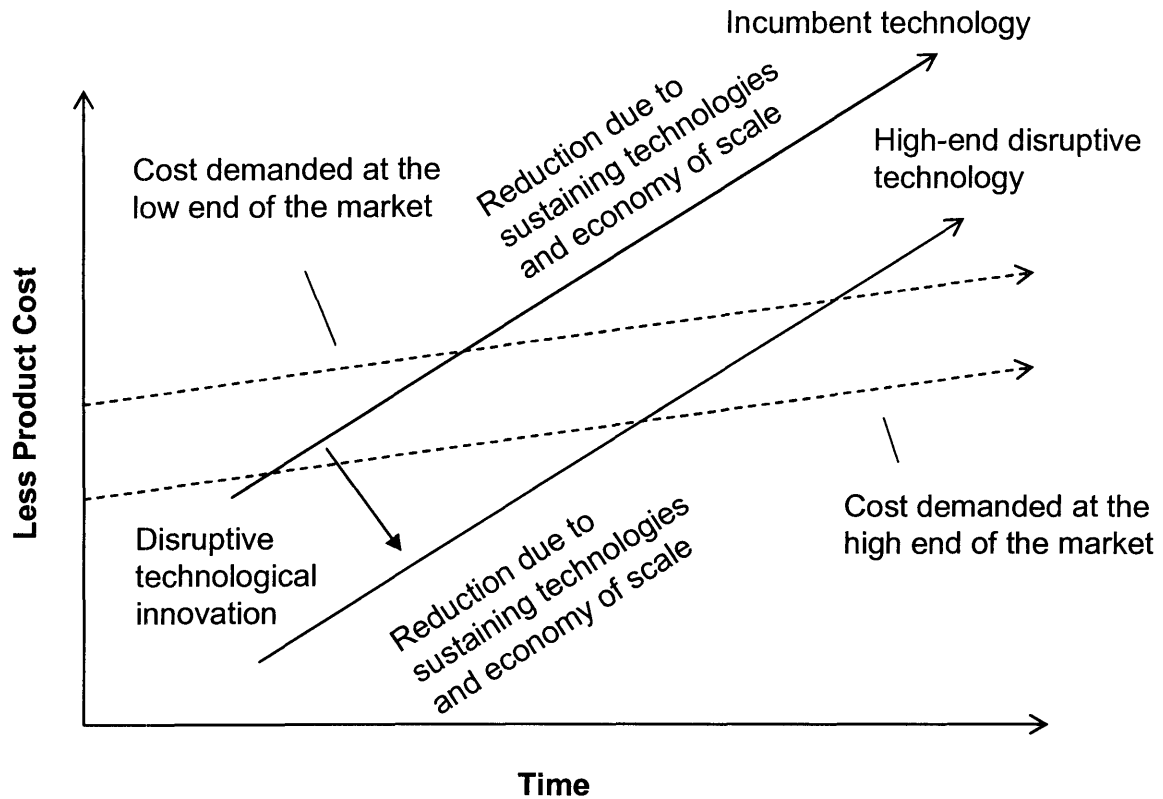 Incumbent technology
Reduction due to
sustaining technologies
and economy of scale
High-end disruptive
technology
Cost demanded at the
low end of the market
Less Product Cost
Cost demanded at the
high end of the market
Disruptive
technological
innovation
Reduction due to
sustaining technologies
and economy of scale
Time